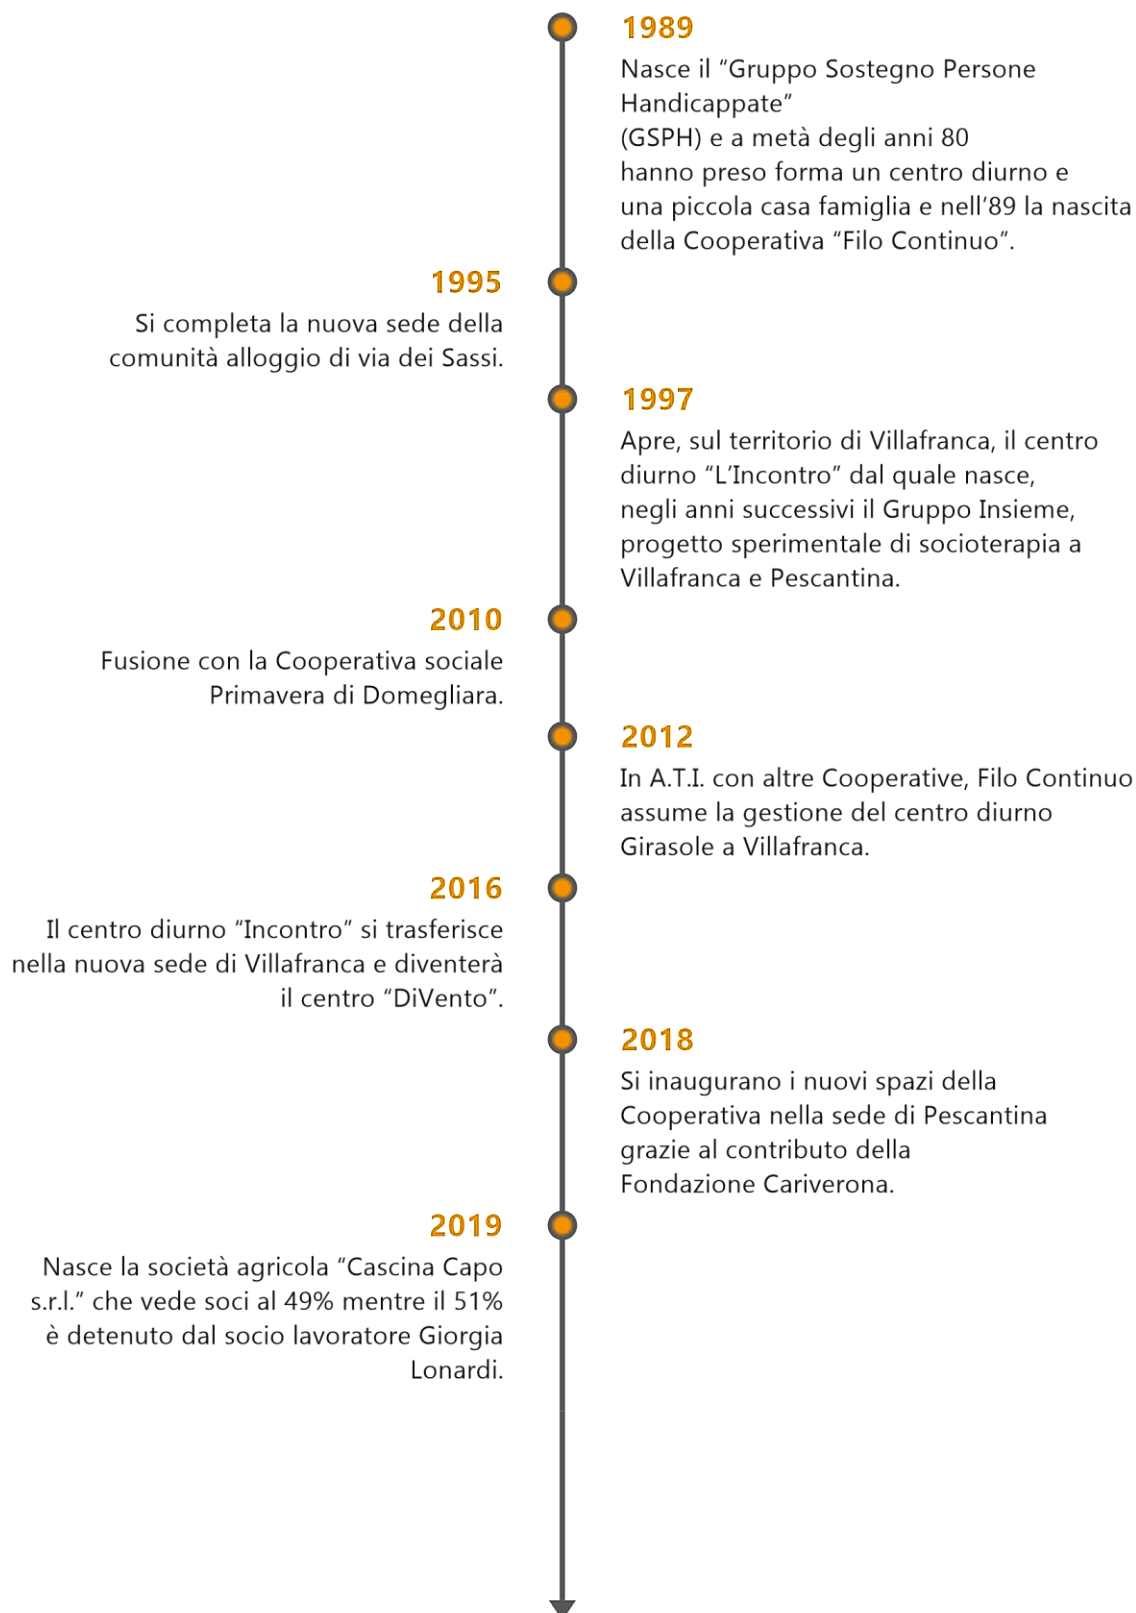 1989
Nasce il “Gruppo Sostegno Persone
Handicappate”
(GSPH) e a metà degli anni 80
hanno preso forma un centro diurno e
una piccola casa famiglia e nell’89 la nascita
della Cooperativa “Filo Continuo”.
1995
Si completa la nuova sede della
comunità alloggio di via dei Sassi.
1997
Apre, sul territorio di Villafranca, il centro
diurno “L’Incontro” dal quale nasce,
negli anni successivi il Gruppo Insieme,
progetto sperimentale di socioterapia a
Villafranca e Pescantina.
2010
Fusione con la Cooperativa sociale
Primavera di Domegliara.
2012
In A.T.I. con altre Cooperative, Filo Continuo
assume la gestione del centro diurno
Girasole a Villafranca.
2016
Il centro diurno “Incontro” si trasferisce
nella nuova sede di Villafranca e diventerà
il centro “DiVento”.
2018
Si inaugurano i nuovi spazi della
Cooperativa nella sede di Pescantina
grazie al contributo della
Fondazione Cariverona.
2019
Nasce la società agricola “Cascina Capo
s.r.l.” che vede soci al 49% mentre il 51%
è detenuto dal socio lavoratore Giorgia
Lonardi.